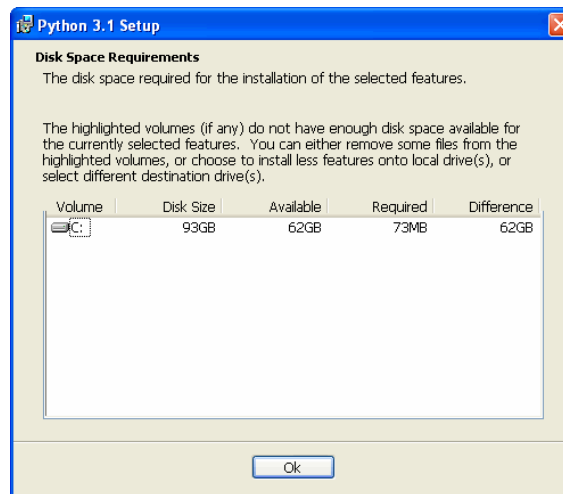 Python 3.1 Setup
Disk Space Requirements
The disk space required for the installation of the selected features.
The highlighted volumes (if any) do not have enough disk space available for
the currently selected features. You can either remove some files from the
highlighted volumes, or choose to install less features onto local drive(s), or
select different destination drive(s).
Volume Disk Size Available Required Difference
C: 93GB 62GB 73MB 62GB
Ok